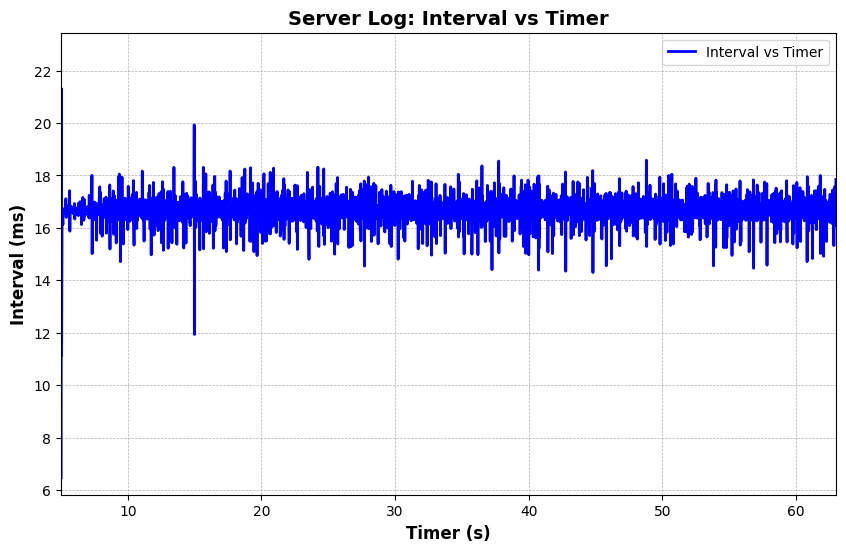 Server Log: Interval vs Timer
Interval vs Timer
Interval (ms)
22
20
18
16
14
12
10
8
6
10 20 30 40 50 60
Timer (s)